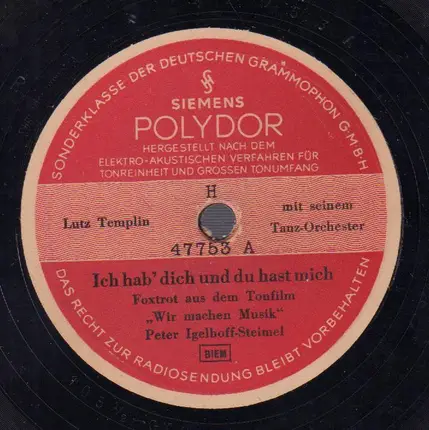 SONDERKLASSE DER DEUTSCHEN GRAMMOPHON G·M·B·H
SIEMENS
POLYDOR
HERGESTELLT NACH DEM
ELEKTRO-AKUSTISCHEN VERFAHREN FÜR
TONREINHEIT UND GROSSEN TONUMFANG
H
Lutz Templin
mit seinem
Tanz-Orchester
47753 A
Ich hab' dich und du hast mich
Foxtrot aus dem Tonfilm
„Wir machen Musik"
Peter Igelhoff-Steimel
BIEM
DAS RECHT ZUR RADIOSENDUNG BLEIBT VORBEHALTEN